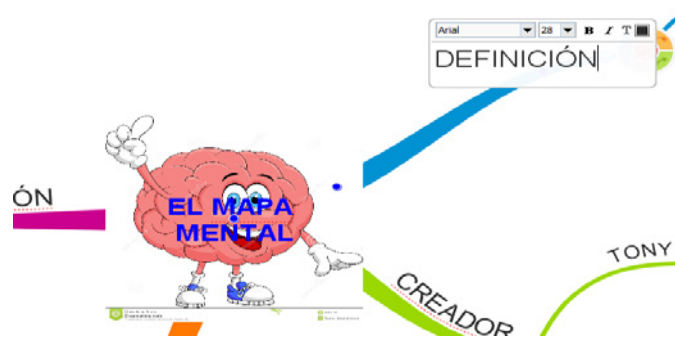 Arial 28 B I T
DEFINICIÓN
ÓN
EL MAPA
MENTAL
TONY
CREADOR